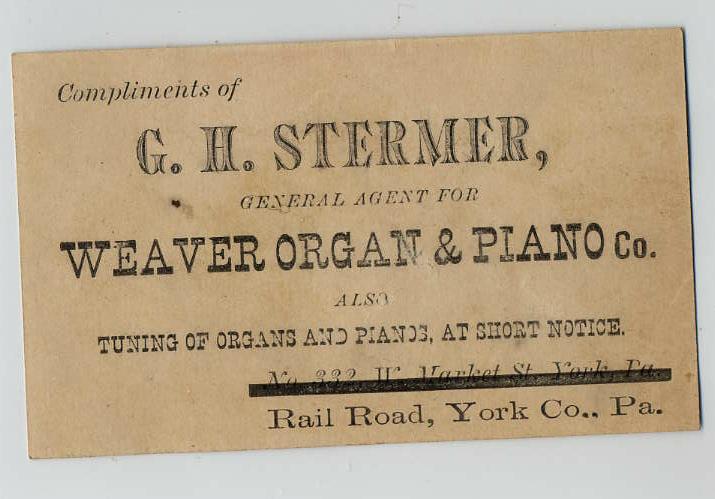 Compliments of
G. H. STERMER,
GENERAL AGENT FOR
WEAVER ORGAN & PIANO Co.
ALSO
TUNING OF ORGANS AND PIANOS, AT SHORT NOTICE.
No. 332 W. Market St. York, Pa.
Rail Road, York Co., Pa.